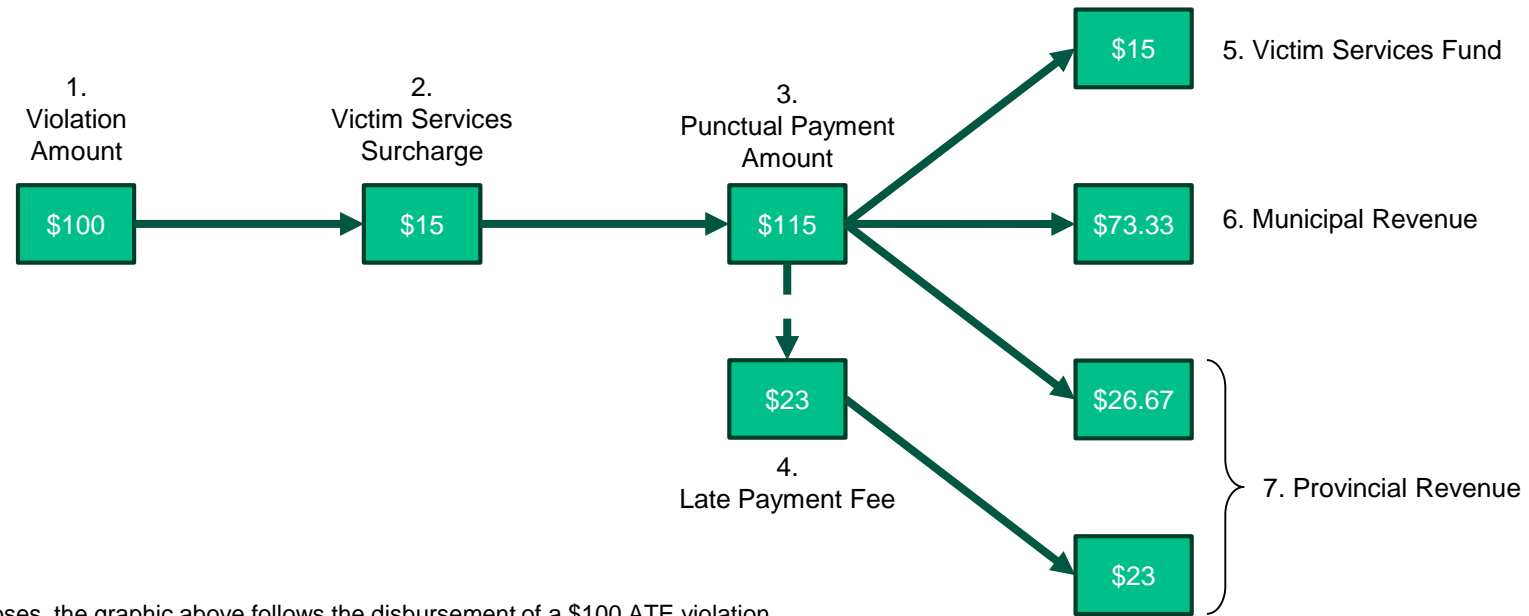 1.
Violation
Amount
$100
2.
Victim Services
Surcharge
$15
3.
Punctual Payment
Amount
$115
$23
4.
Late Payment Fee
$15
5. Victim Services Fund
$73.33
6. Municipal Revenue
$26.67
7. Provincial Revenue
$23
the graphic above follows the disbursement of a $100 ATE violation